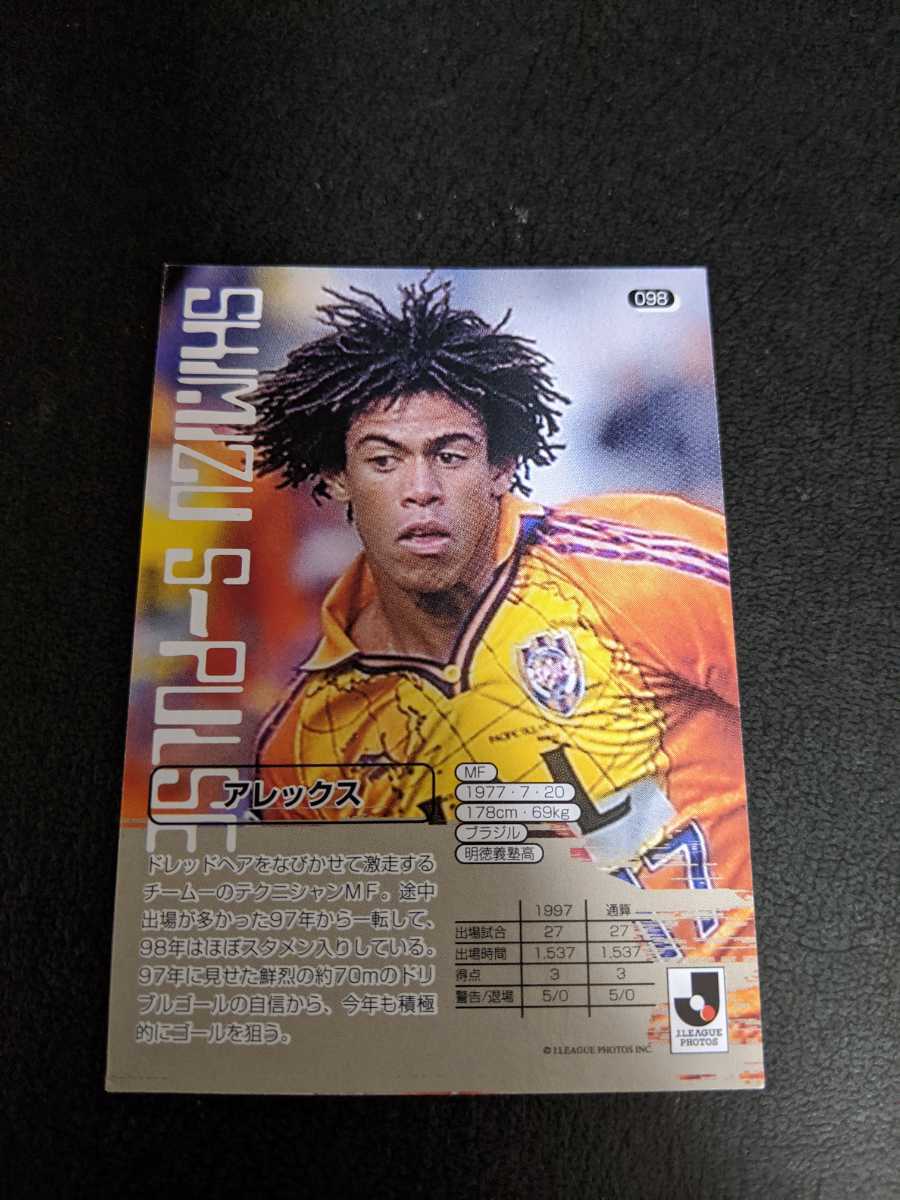 098
SHIMIZU S-PULSE
アレックス
MF
1977・7・20
178cm・69kg
ブラジル
明徳義塾高
ドレッドヘアをなびかせて激走する
チーム一のテクニシャンMF。途中
出場が多かった97年から一転して、
98年はほぼスタメン入りしている。
97年に見せた鮮烈の約70mのドリ
ブルゴールの自信から、今年も積極
的にゴールを狙う。
1997 通算
出場試合 27 27
出場時間 1,537 1,537
得点 3 3
警告/退場 5/0 5/0
© J.LEAGUE PHOTOS INC.
J.LEAGUE
PHOTOS